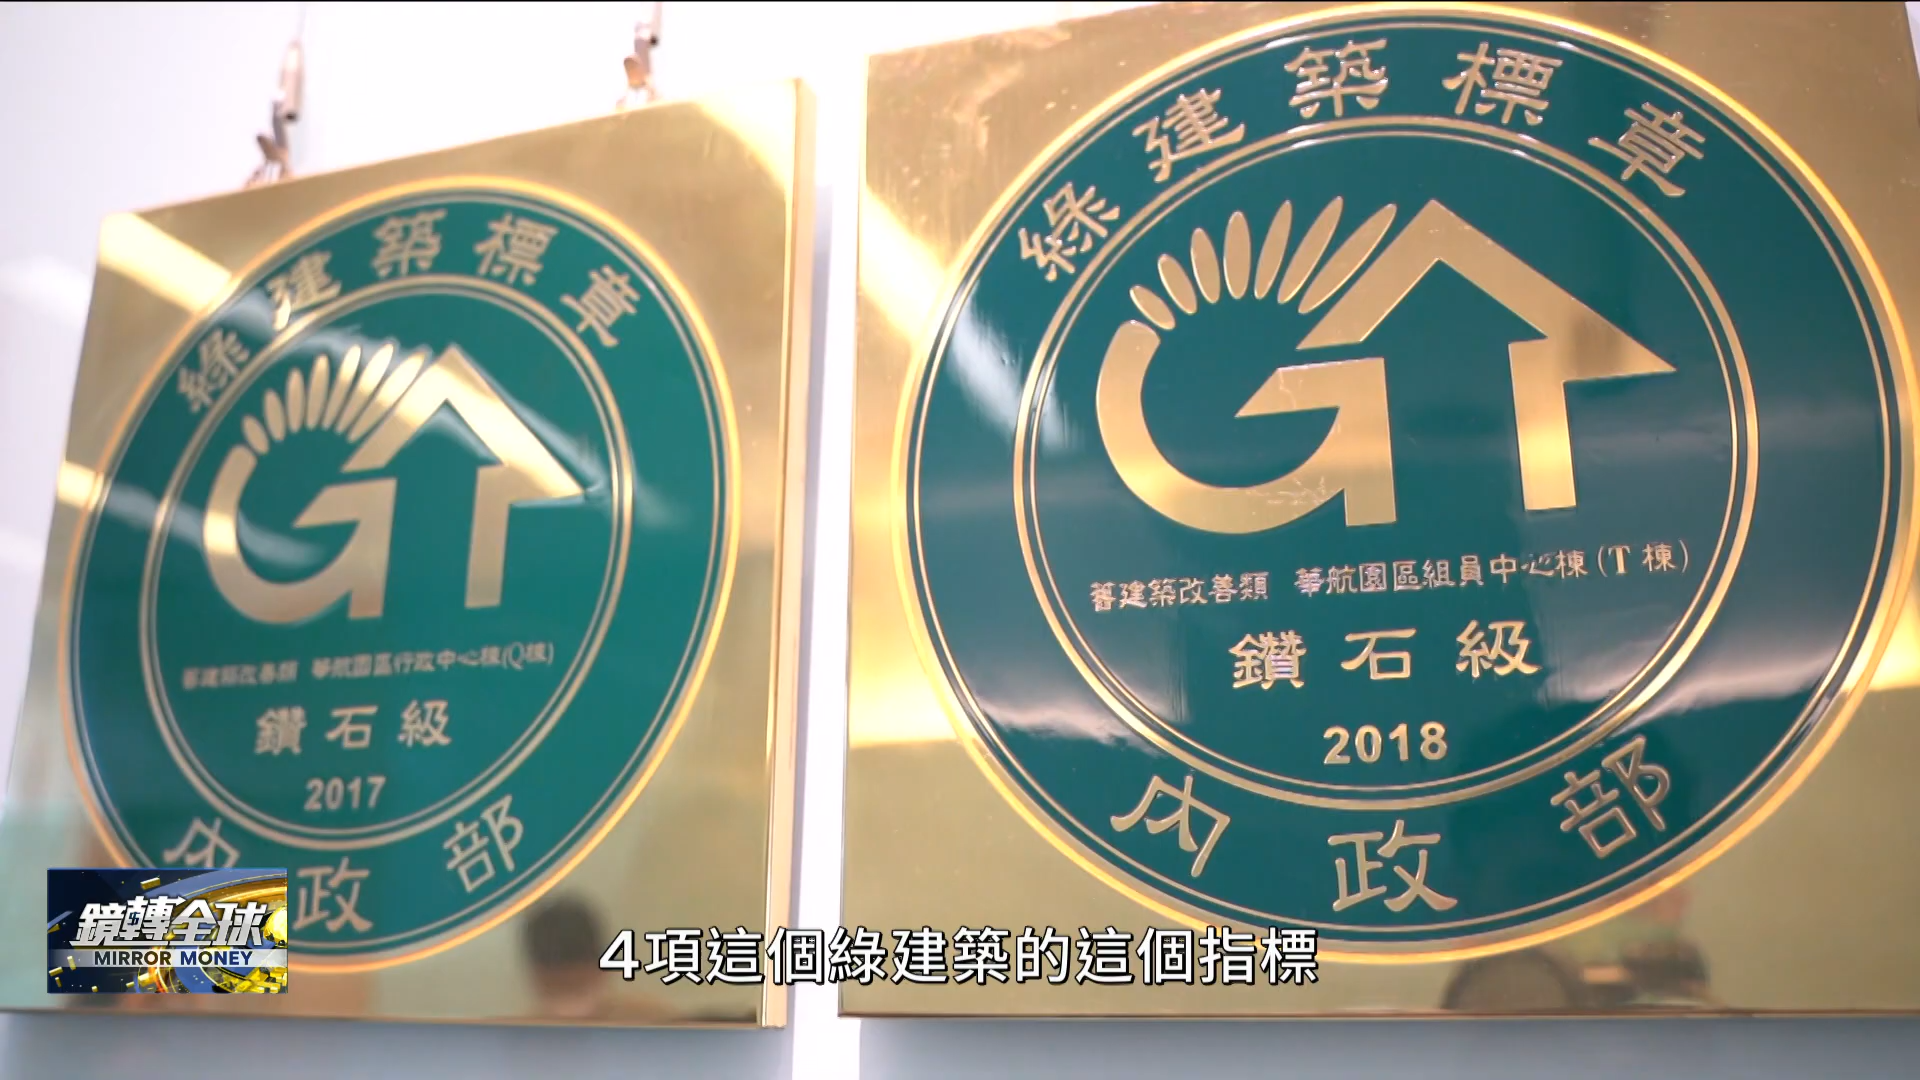 綠建築標章
舊建築改善類 華航園區行政中心棟(Q棟)
鑽石級
2017
內政部
綠建築標章
舊建築改善類 華航園區組員中心棟(T棟)
鑽石級
2018
內政部
鏡轉全球
MIRROR MONEY
4項這個綠建築的這個指標